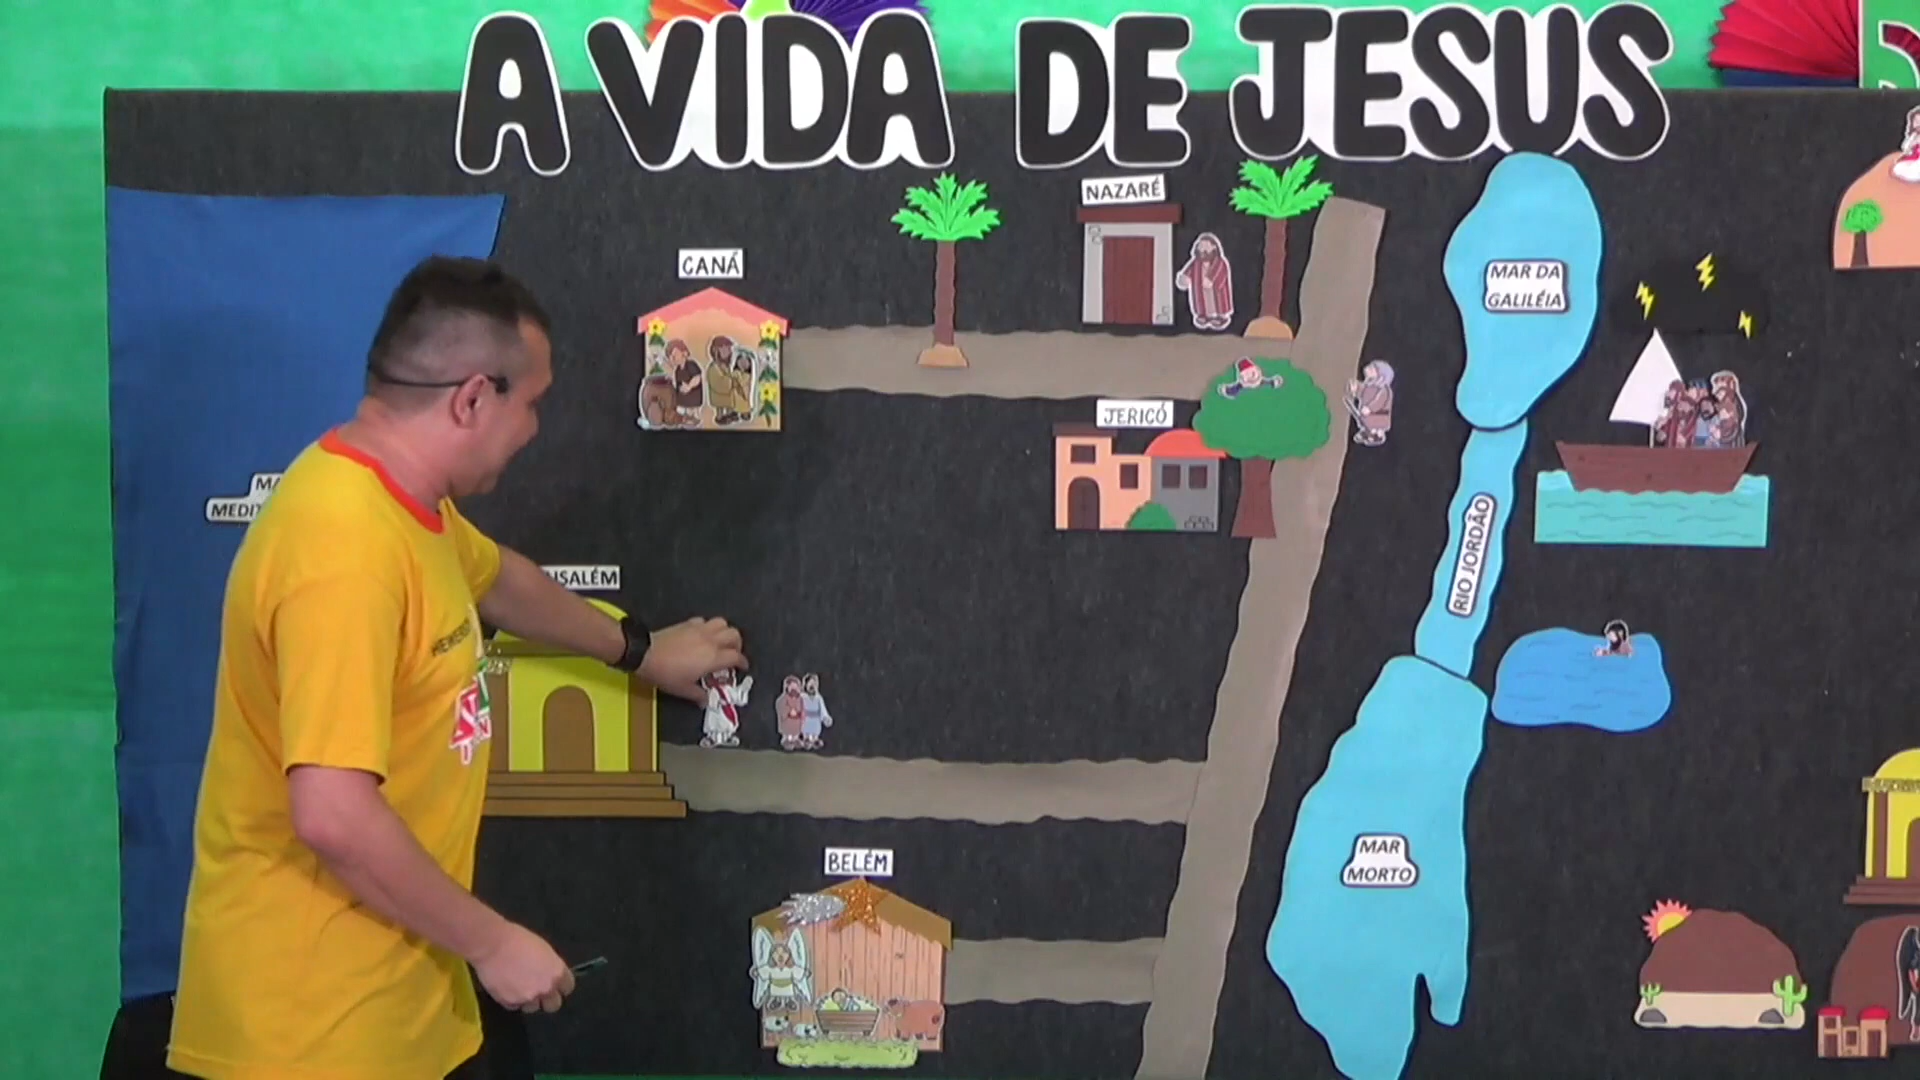 A VIDA DE JESUS
NAZARÉ
CANÁ
MAR DA
GALILÉIA
JERICÓ
RIO JORDÃO
BELÉM
MAR
MORTO